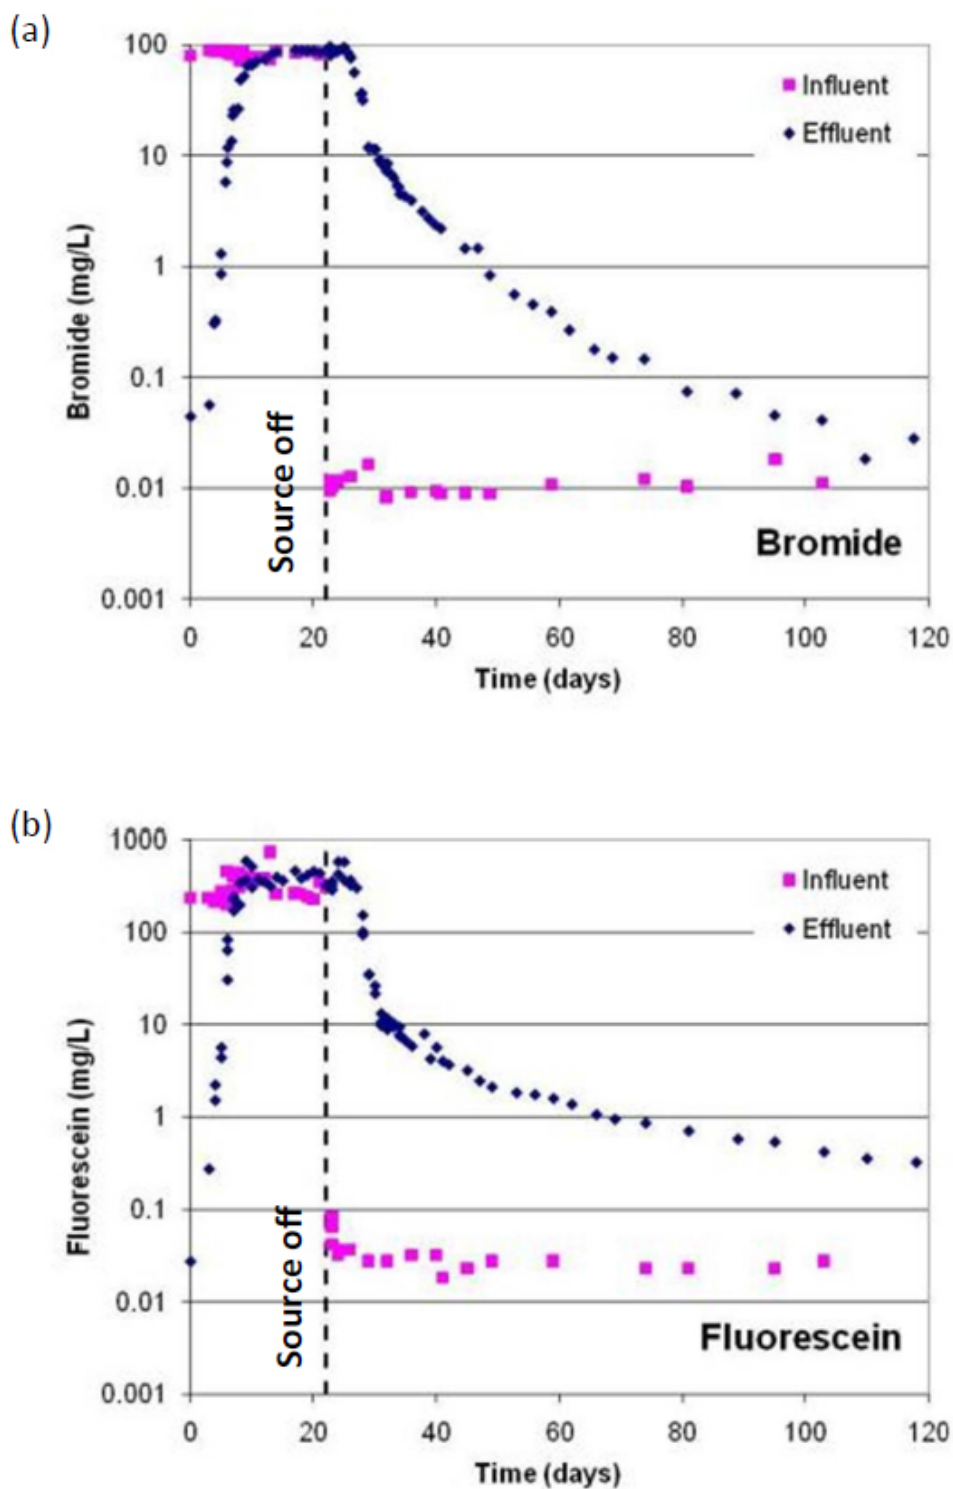 (a)
100
10
1
0.1
0.01
0.001
Bromide (mg/L)
Influent
Effluent
Source off
Bromide
0 20 40 60 80 100 120
Time (days)
(b)
1000
100
10
1
0.1
0.01
0.001
Fluorescein (mg/L)
Influent
Effluent
Source off
Fluorescein
0 20 40 60 80 100 120
Time (days)